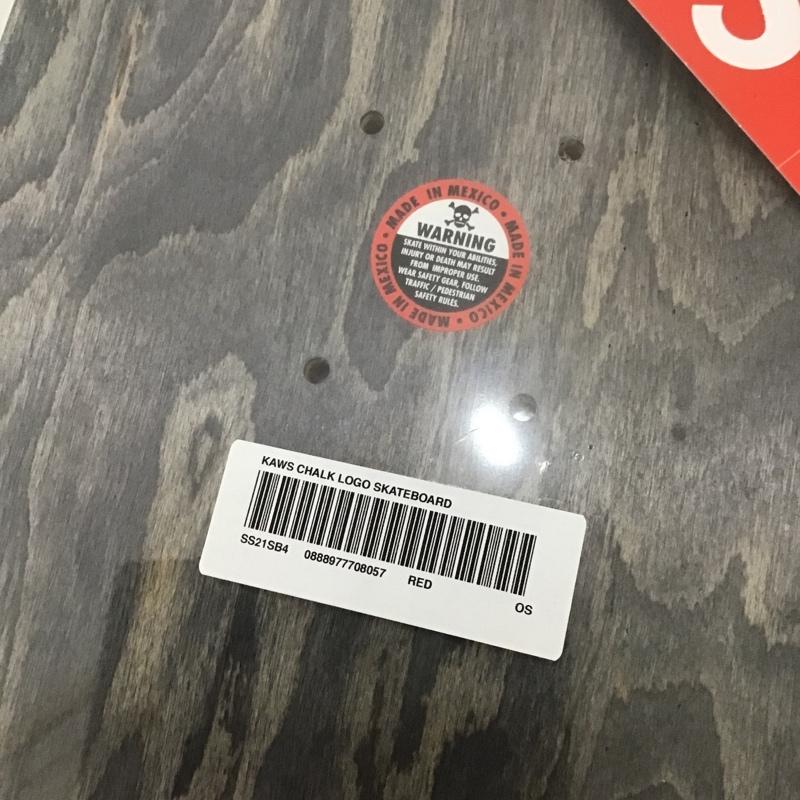 S
MADE IN MEXICO • MADE IN MEXICO • MADE IN MEXICO •
WARNING
SKATE WITHIN YOUR ABILITIES,
INJURY OR DEATH MAY RESULT
FROM IMPROPER USE.
WEAR SAFETY GEAR, FOLLOW
TRAFFIC / PEDESTRIAN
SAFETY RULES.
KAWS CHALK LOGO SKATEBOARD
SS21SB4 0888977708057 RED
OS